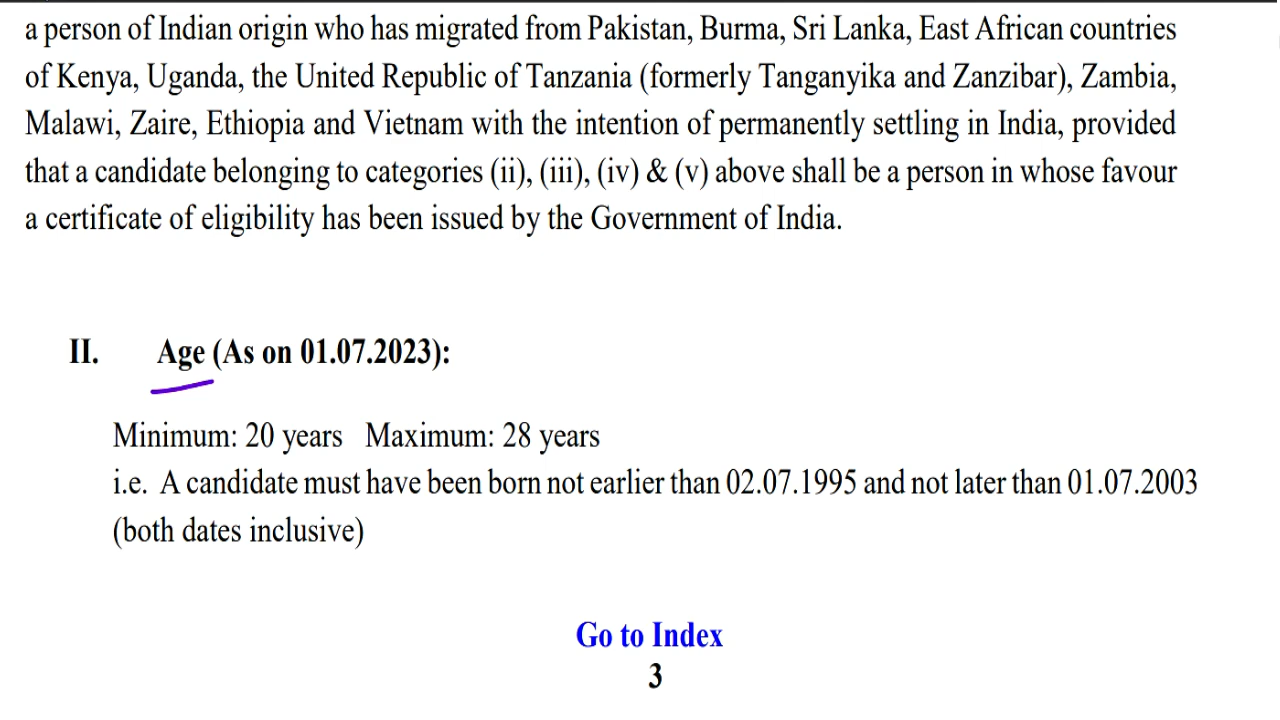 a person of Indian origin who has migrated from Pakistan, Burma, Sri Lanka, East African countries
of Kenya, Uganda, the United Republic of Tanzania (formerly Tanganyika and Zanzibar), Zambia,
Malawi, Zaire, Ethiopia and Vietnam with the intention of permanently settling in India, provided
that a candidate belonging to categories (ii), (iii), (iv) & (v) above shall be a person in whose favour
a certificate of eligibility has been issued by the Government of India.
II. Age (As on 01.07.2023):
Minimum: 20 years Maximum: 28 years
i.e. A candidate must have been born not earlier than 02.07.1995 and not later than 01.07.2003
(both dates inclusive)
Go to Index
3